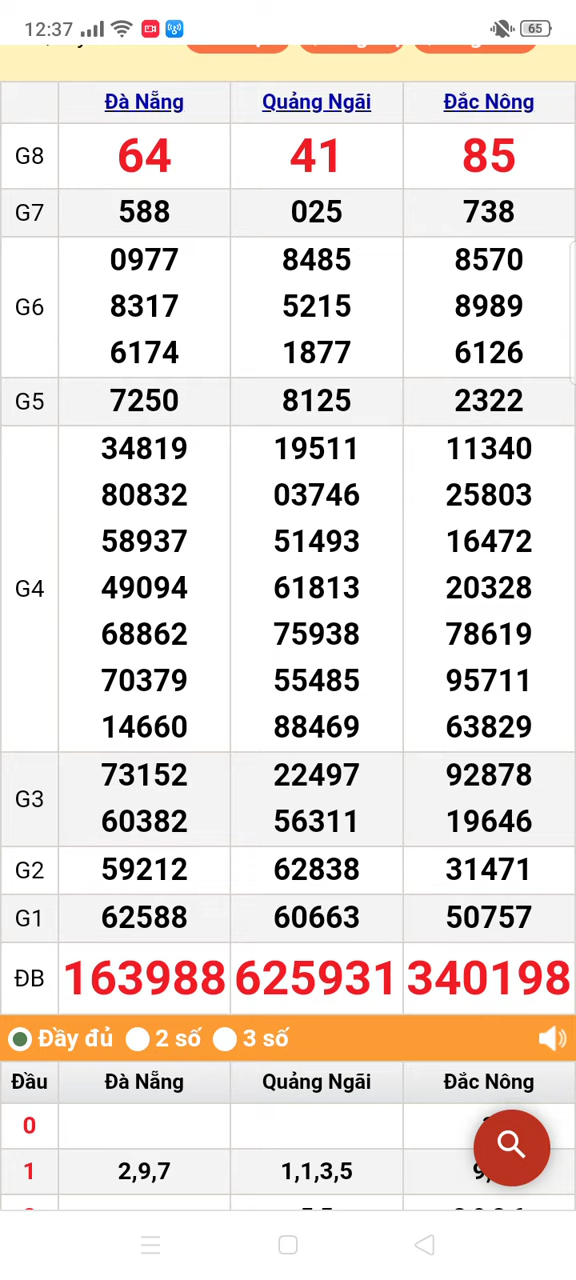 12:37 65
Đà Nẵng Quảng Ngãi Đắc Nông
G8 64 41 85
G7 588 025 738
G6
0977 8485 8570
8317 5215 8989
6174 1877 6126
G5 7250 8125 2322
G4
34819 19511 11340
80832 03746 25803
58937 51493 16472
49094 61813 20328
68862 75938 78619
70379 55485 95711
14660 88469 63829
G3
73152 22497 92878
60382 56311 19646
G2 59212 62838 31471
G1 62588 60663 50757
ĐB 163988 625931 340198
Đầy đủ 2 số 3 số
Đầu Đà Nẵng Quảng Ngãi Đắc Nông
0
1 2,9,7 1,1,3,5 9,